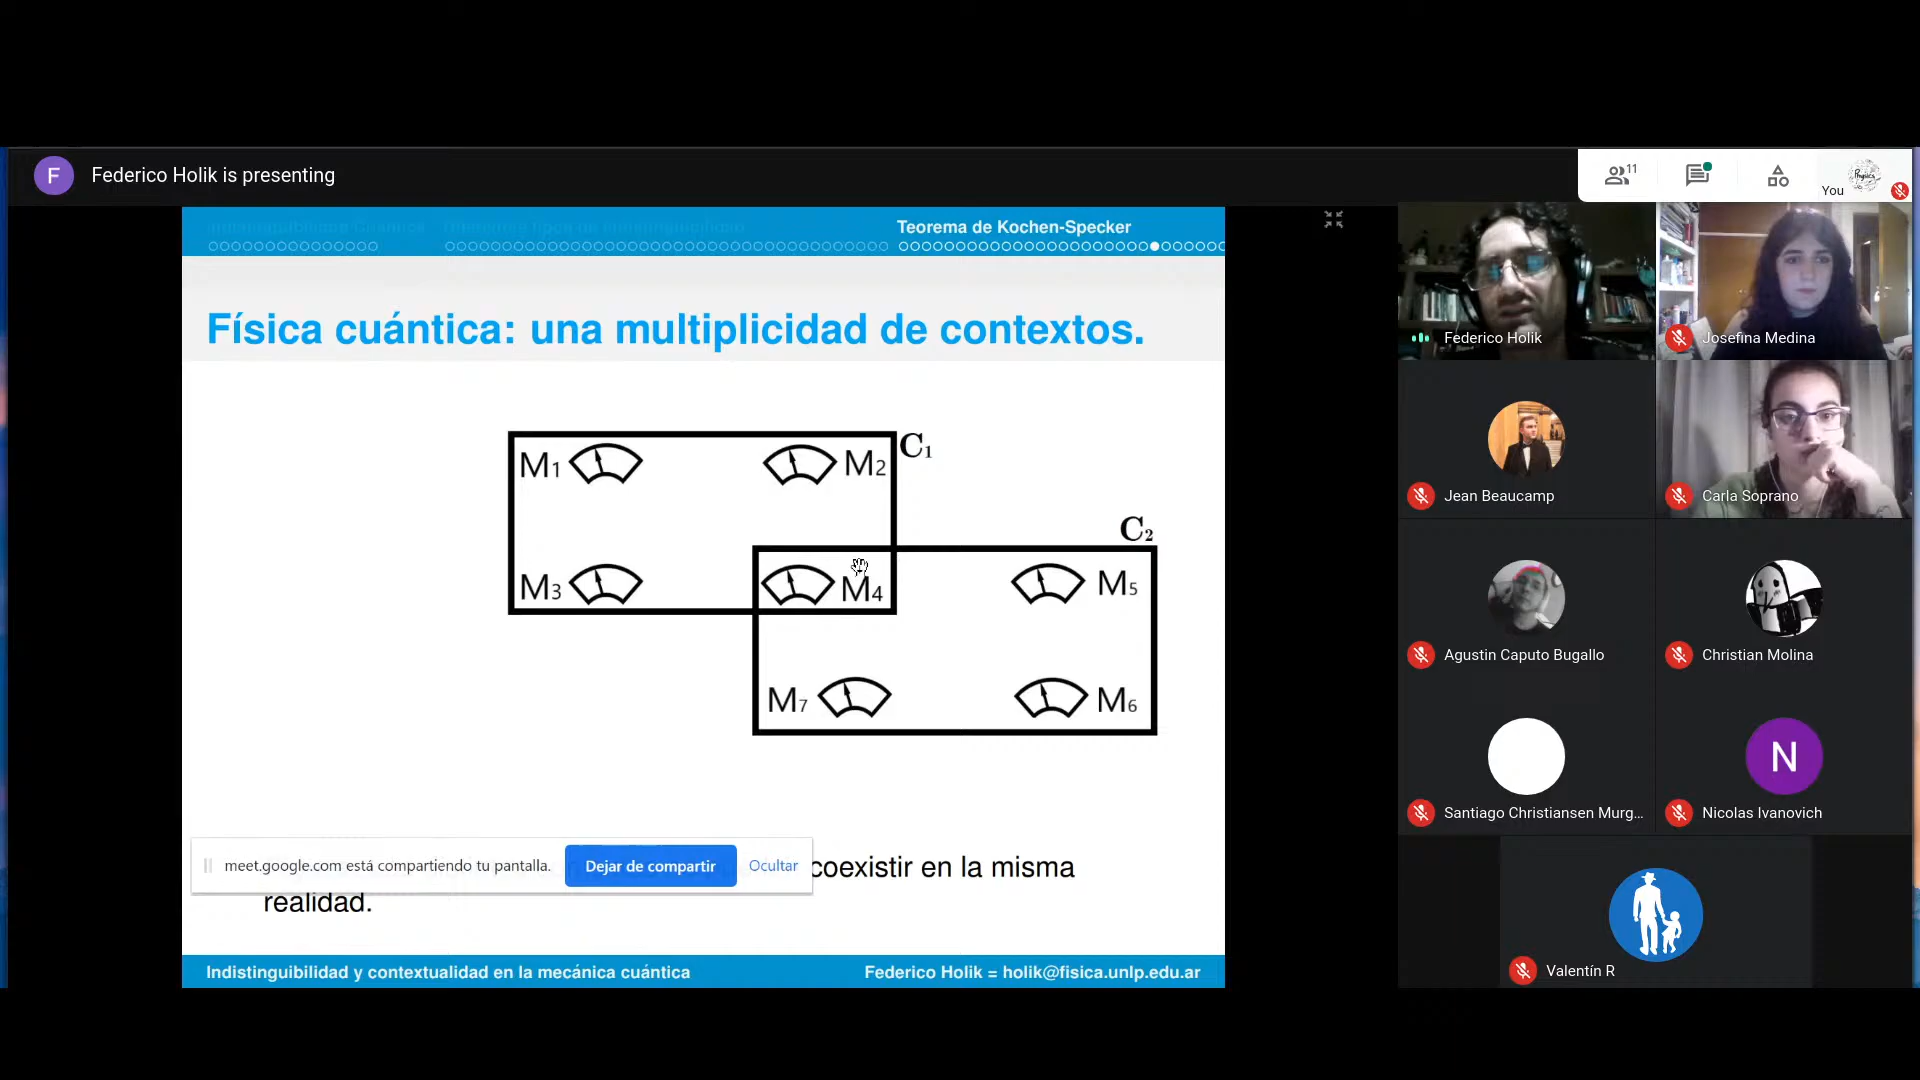 F Federico Holik is presenting
11
You
Physics
Teorema de Kochen-Specker
Física cuántica: una multiplicidad de contextos.
C1
M1
M2
C2
M3
M4
M5
M7
M6
meet.google.com está compartiendo tu pantalla.
Dejar de compartir
Ocultar
coexistir en la misma
realidad.
Indistinguibilidad y contextualidad en la mecánica cuántica
Federico Holik = holik@fisica.unlp.edu.ar
Federico Holik
Josefina Medina
Jean Beaucamp
Carla Soprano
Agustin Caputo Bugallo
Christian Molina
Santiago Christiansen Murg...
N
Nicolas Ivanovich
Valentín R